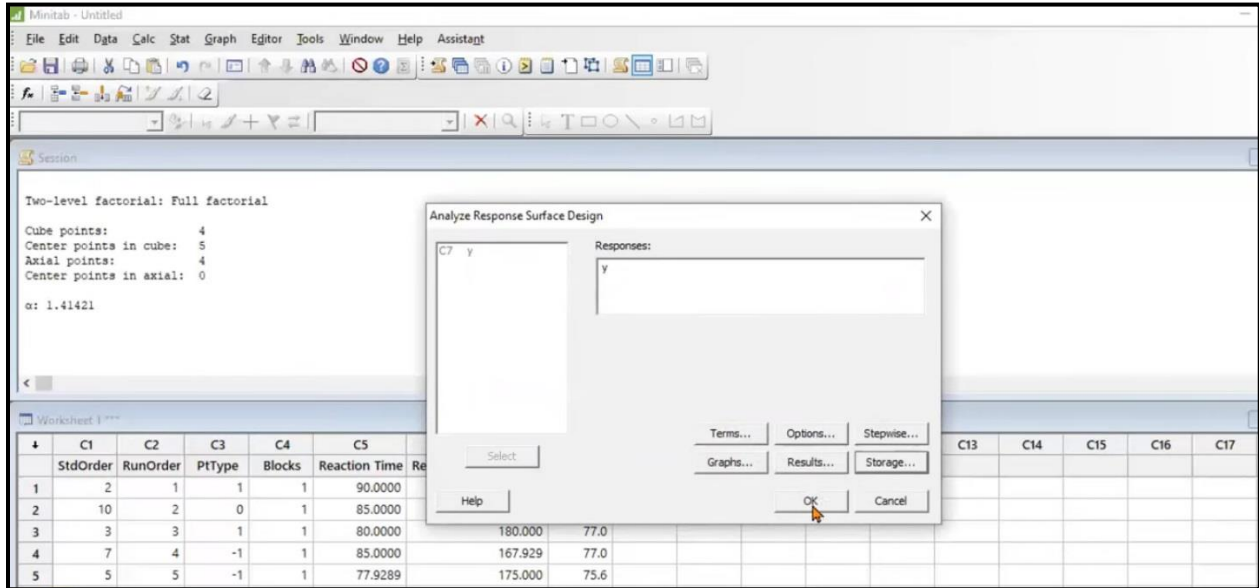 Minitab - Untitled
File Edit Data Calc Stat Graph Editor Tools Window Help Assistant
Session
Two-level factorial: Full factorial
Cube points: 4
Center points in cube: 5
Axial points: 4
Center points in axial: 0
α: 1.41421
Analyze Response Surface Design
C7 y
Responses:
y
Terms... Options... Stepwise...
Select
Graphs... Results... Storage...
Help OK Cancel
Worksheet 1 ***
C1 C2 C3 C4 C5 C13 C14 C15 C16 C17
StdOrder RunOrder PtType Blocks Reaction Time Re
1 2 1 1 1 90.0000
2 10 2 0 1 85.0000
3 3 3 1 1 80.0000 180.000 77.0
4 7 4 -1 1 85.0000 167.929 77.0
5 5 5 -1 1 77.9289 175.000 75.6